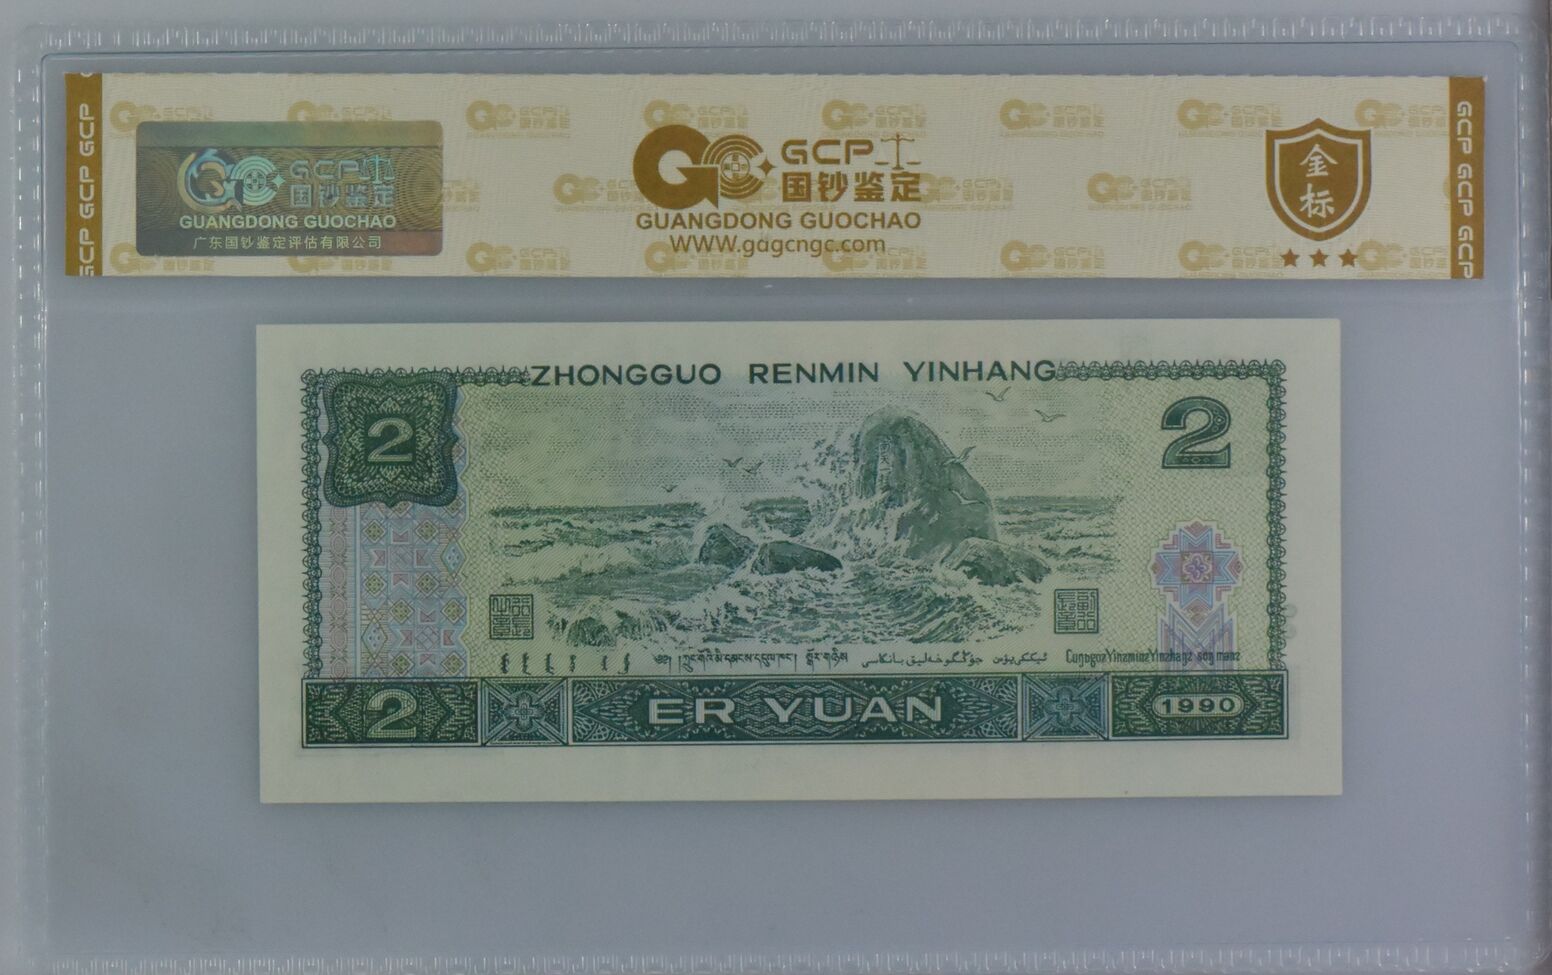 GCP GCP GCP
GCP 国钞鉴定
GUANGDONG GUOCHAO
广东国钞鉴定评估有限公司
GCP
国钞鉴定
GUANGDONG GUOCHAO
WWW.gdgcngc.com
金标
GCP GCP GCP
ZHONGGUO RENMIN YINHANG
2
2
2
ER YUAN
1990